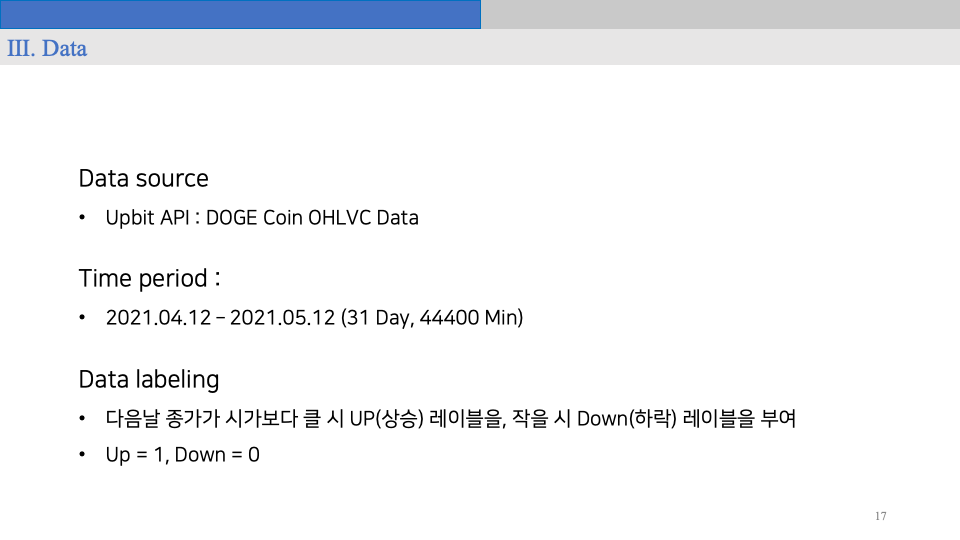 III. Data
Data source
• Upbit API : DOGE Coin OHLVC Data
Time period :
• 2021.04.12 – 2021.05.12 (31 Day, 44400 Min)
Data labeling
• 다음날 종가가 시가보다 클 시 UP(상승) 레이블을, 작을 시 Down(하락) 레이블을 부여
• Up = 1, Down = 0
17